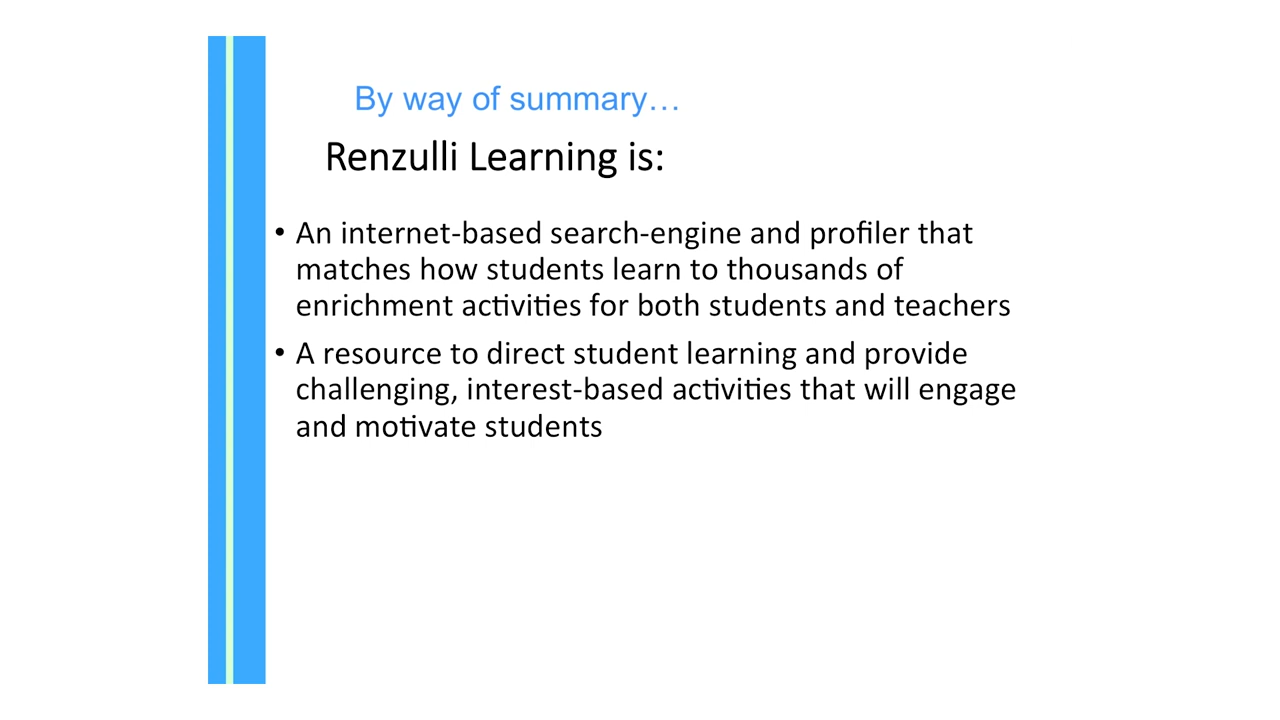 By way of summary…
Renzulli Learning is:
• An internet-based search-engine and profiler that
matches how students learn to thousands of
enrichment activities for both students and teachers
• A resource to direct student learning and provide
challenging, interest-based activities that will engage
and motivate students